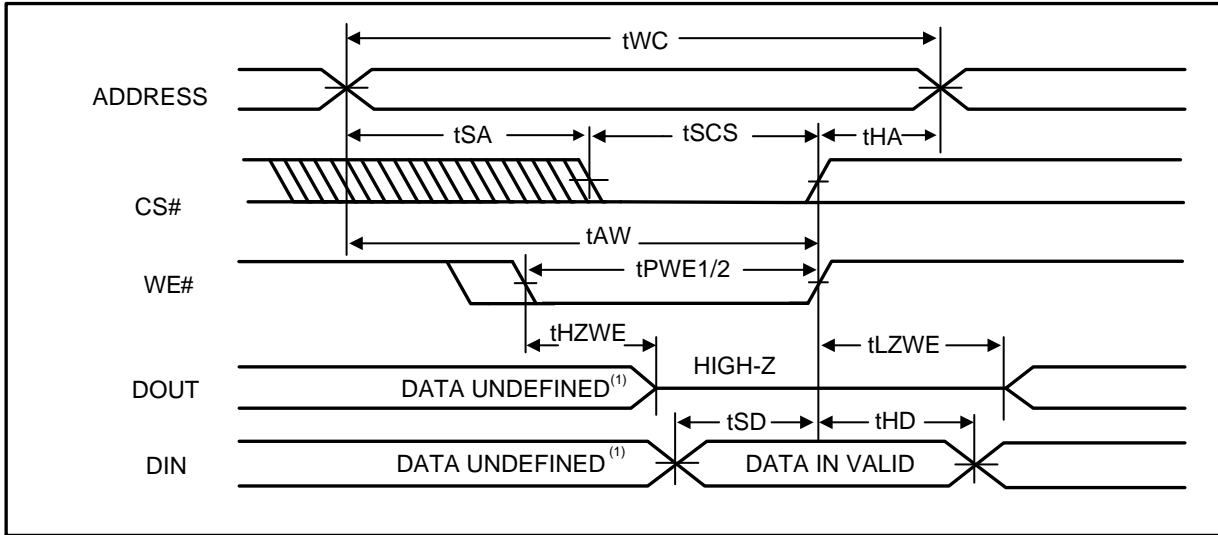 tWC
ADDRESS
tSA
tSCS
tHA
CS#
tAW
WE#
tPWE1/2
tHZWE
tLZWE
DOUT
DATA UNDEFINED(1)
HIGH-Z
tSD
tHD
DIN
DATA UNDEFINED(1)
DATA IN VALID